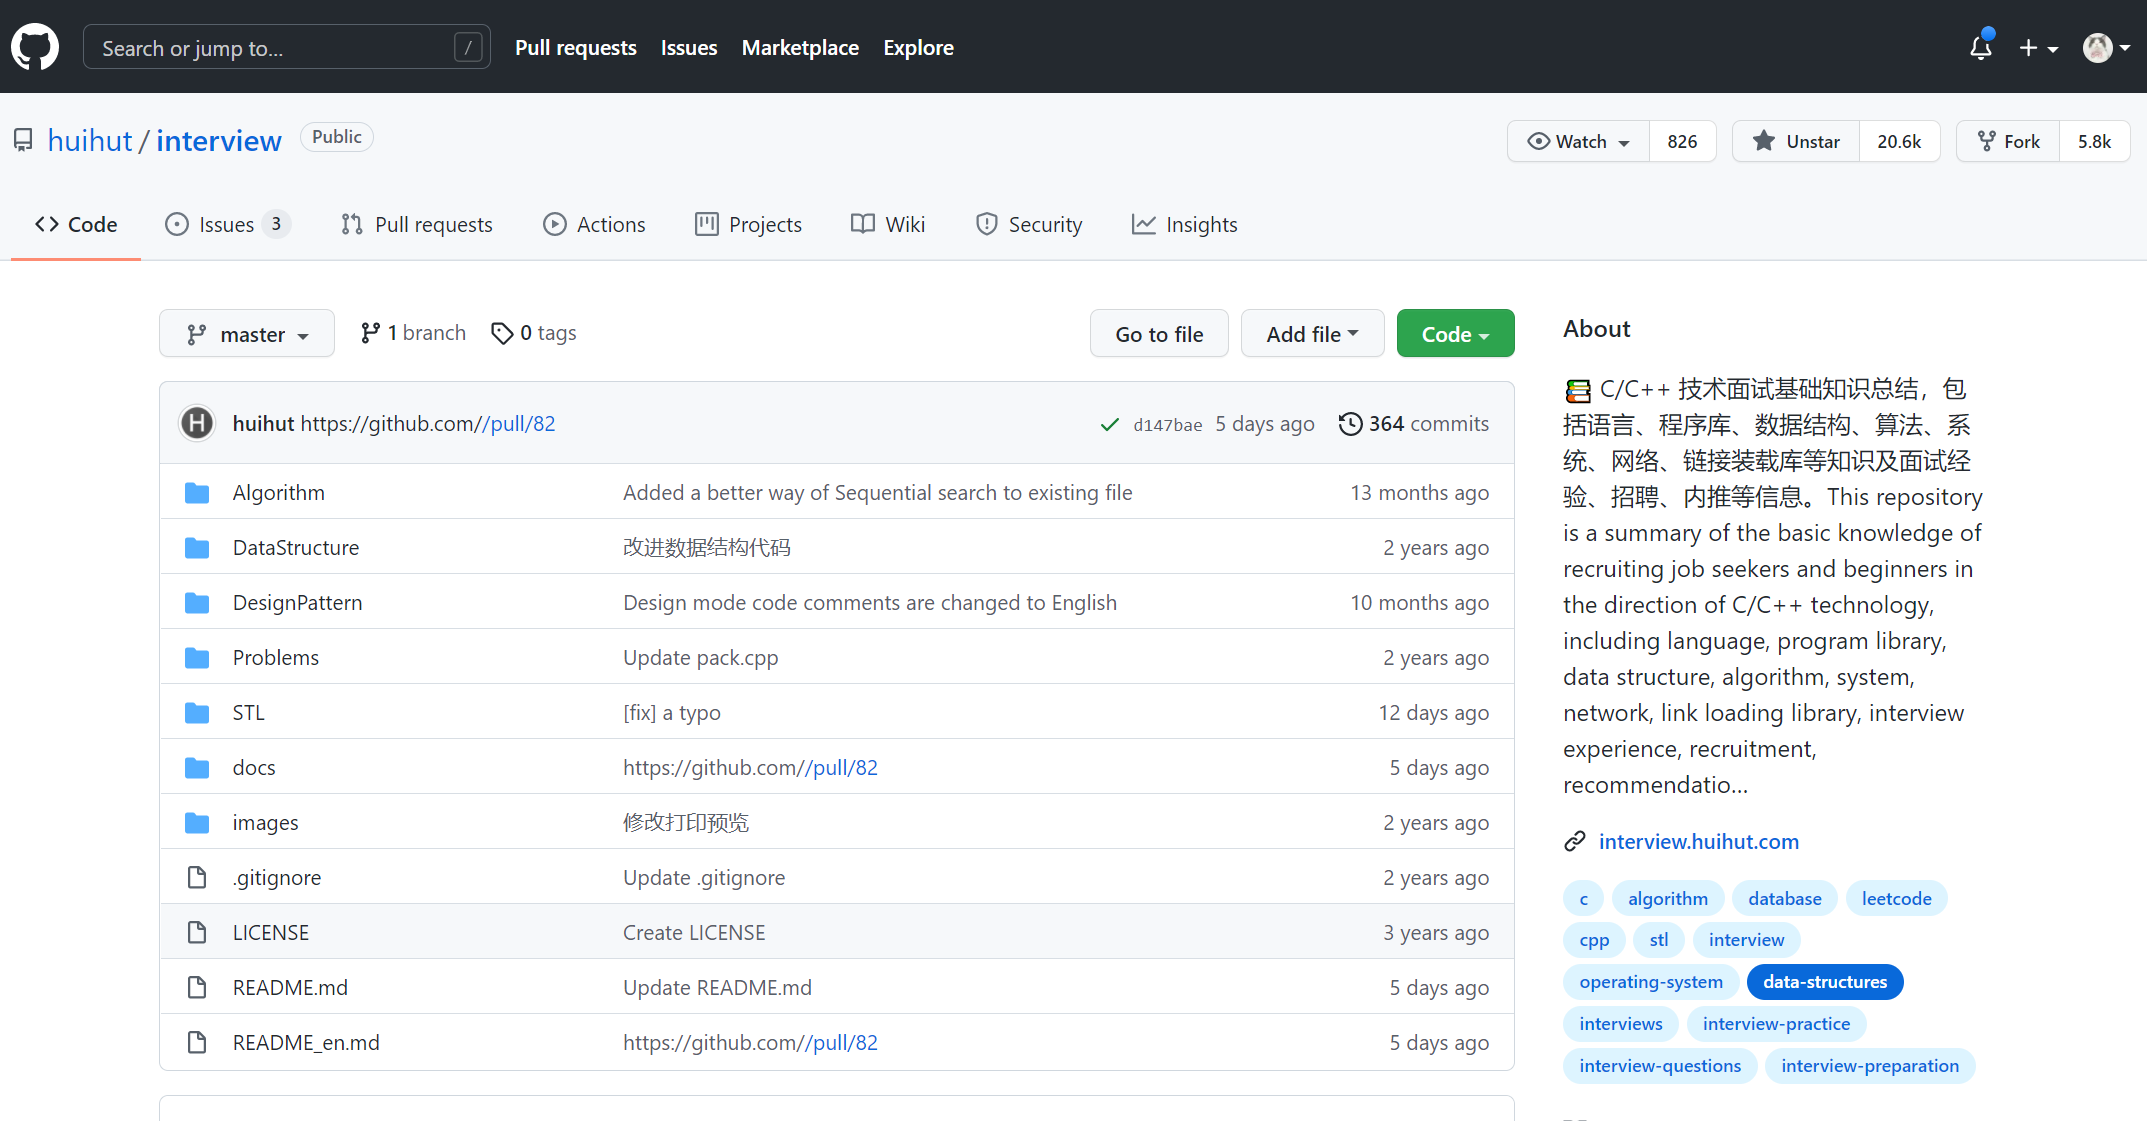 Search or jump to... /
Pull requests Issues Marketplace Explore
huihut / interview Public
Watch 826 Unstar 20.6k Fork 5.8k
Code Issues 3 Pull requests Actions Projects Wiki Security Insights
master 1 branch 0 tags Go to file Add file Code
H huihut https://github.com//pull/82 d147bae 5 days ago 364 commits
Algorithm Added a better way of Sequential search to existing file 13 months ago
DataStructure 改进数据结构代码 2 years ago
DesignPattern Design mode code comments are changed to English 10 months ago
Problems Update pack.cpp 2 years ago
STL [fix] a typo 12 days ago
docs https://github.com//pull/82 5 days ago
images 修改打印预览 2 years ago
.gitignore Update .gitignore 2 years ago
LICENSE Create LICENSE 3 years ago
README.md Update README.md 5 days ago
README_en.md https://github.com//pull/82 5 days ago
About
C/C++ 技术面试基础知识总结，包
括语言、程序库、数据结构、算法、系
统、网络、链接装载库等知识及面试经
验、招聘、内推等信息。This repository
is a summary of the basic knowledge of
recruiting job seekers and beginners in
the direction of C/C++ technology,
including language, program library,
data structure, algorithm, system,
network, link loading library, interview
experience, recruitment,
recommendatio...
interview.huihut.com
c algorithm database leetcode
cpp stl interview
operating-system data-structures
interviews interview-practice
interview-questions interview-preparation